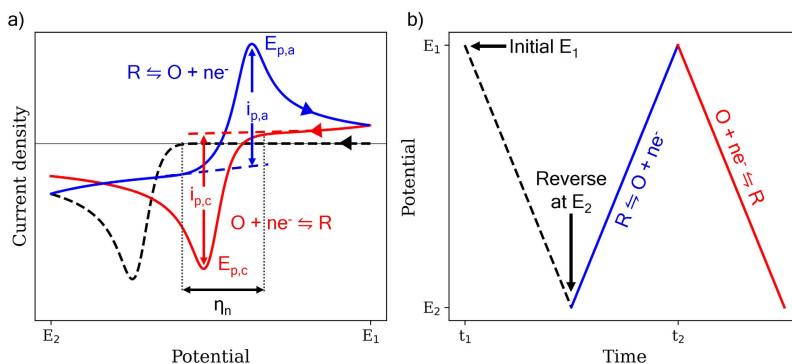 a)
E_p,a
R ⇋ O + ne⁻
i_p,a
i_p,c
O + ne⁻ ⇋ R
E_p,c
η_n
Current density
E₂
E₁
Potential
b)
E₁
Initial E₁
R ⇋ O + ne⁻
O + ne⁻ ⇋ R
Reverse
at E₂
Potential
E₂
t₁
t₂
Time